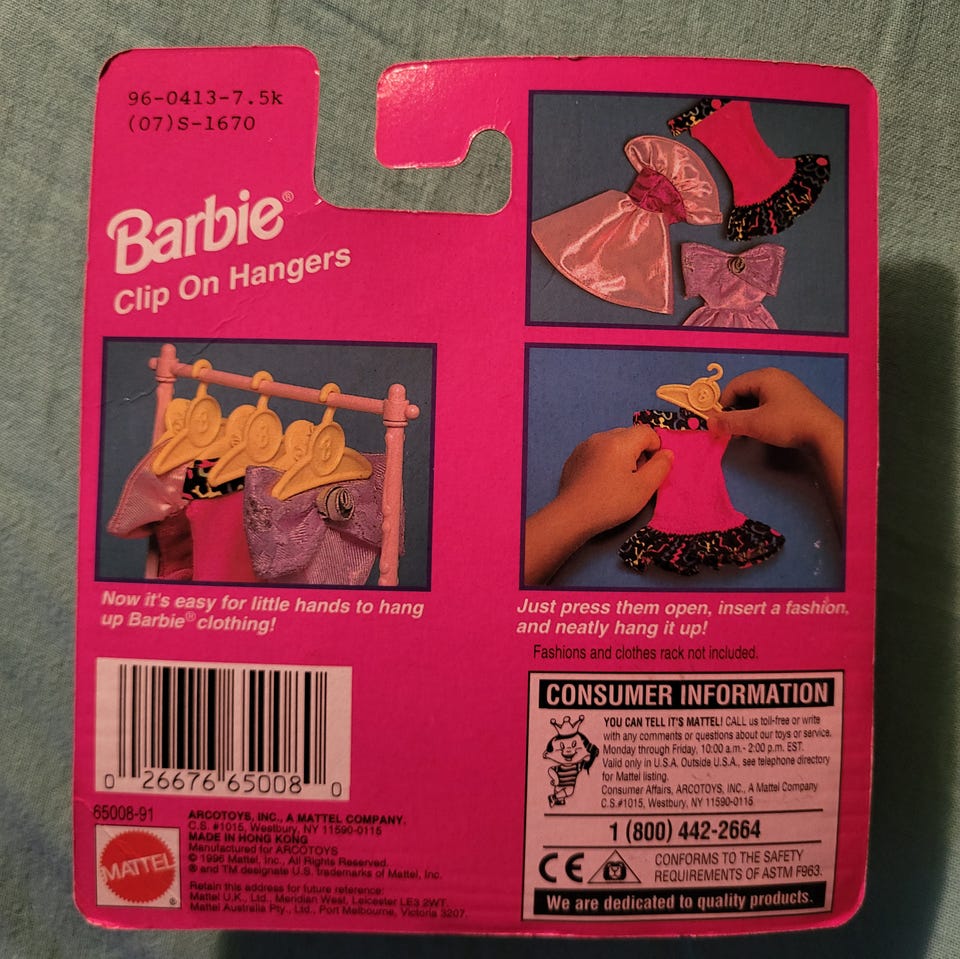 96-0413-7.5k
(07)S-1670
Barbie®
Clip On Hangers
Now it's easy for little hands to hang
up Barbie® clothing!
Just press them open, insert a fashion,
and neatly hang it up!
Fashions and clothes rack not included.
0 26676 65008 0
65008-91
MATTEL
®
ARCOTOYS, INC., A MATTEL COMPANY.
C.S. #1015, Westbury, NY 11590-0115
MADE IN HONG KONG
Manufactured for ARCOTOYS
© 1996 Mattel, Inc., All Rights Reserved.
® and TM designate U.S. trademarks of Mattel, Inc.
Retain this address for future reference:
Mattel U.K., Ltd., Meridian West, Leicester LE3 2WT.
Mattel Australia Pty., Ltd., Port Melbourne, Victoria 3207.
CONSUMER INFORMATION
YOU CAN TELL IT'S MATTEL! CALL us toll-free or write
with any comments or questions about our toys or service.
Monday through Friday, 10:00 a.m.- 2:00 p.m. EST.
Valid only in U.S.A. Outside U.S.A., see telephone directory
for Mattel listing.
Consumer Affairs, ARCOTOYS, INC., A Mattel Company
C.S.#1015, Westbury, NY 11590-0115
1 (800) 442-2664
CE
CONFORMS TO THE SAFETY
REQUIREMENTS OF ASTM F963.
We are dedicated to quality products.